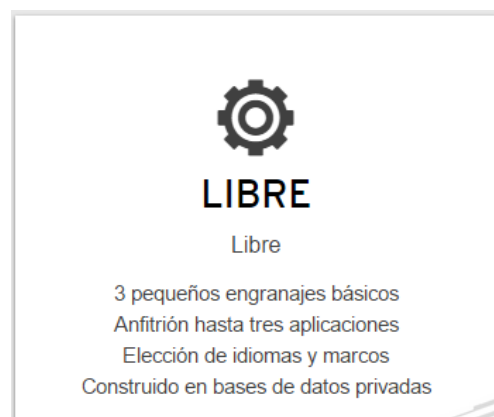 LIBRE
Libre
3 pequeños engranajes básicos
Anfitrión hasta tres aplicaciones
Elección de idiomas y marcos
Construido en bases de datos privadas